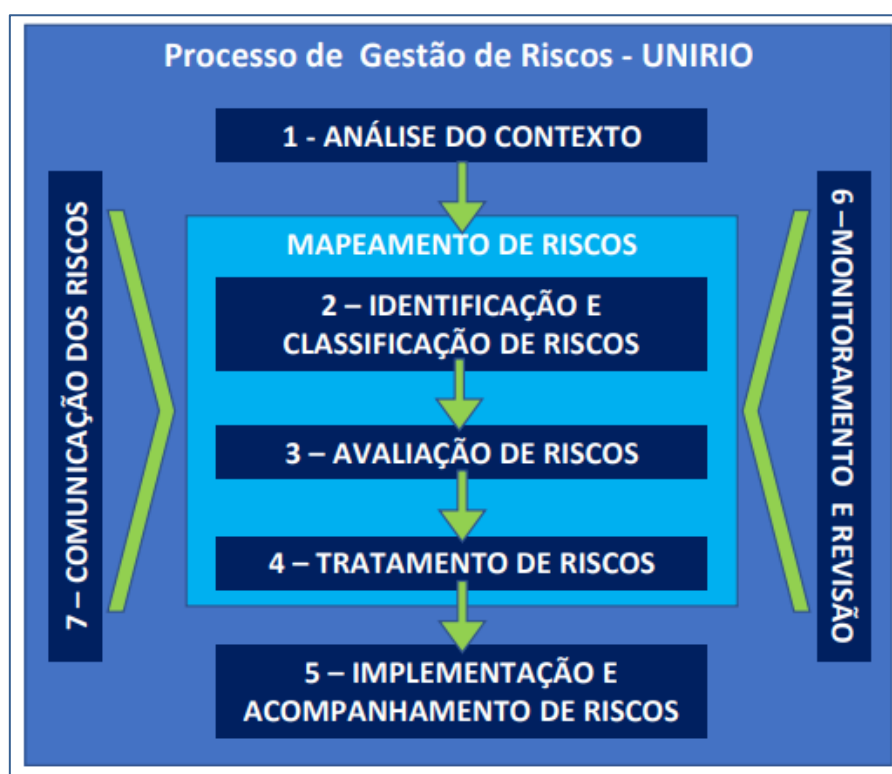 Processo de Gestão de Riscos - UNIRIO
1 - ANÁLISE DO CONTEXTO
MAPEAMENTO DE RISCOS
2 – IDENTIFICAÇÃO E
CLASSIFICAÇÃO DE RISCOS
3 – AVALIAÇÃO DE RISCOS
4 – TRATAMENTO DE RISCOS
5 – IMPLEMENTAÇÃO E
ACOMPANHAMENTO DE RISCOS
6 –MONITORAMENTO E REVISÃO
7 – COMUNICAÇÃO DOS RISCOS